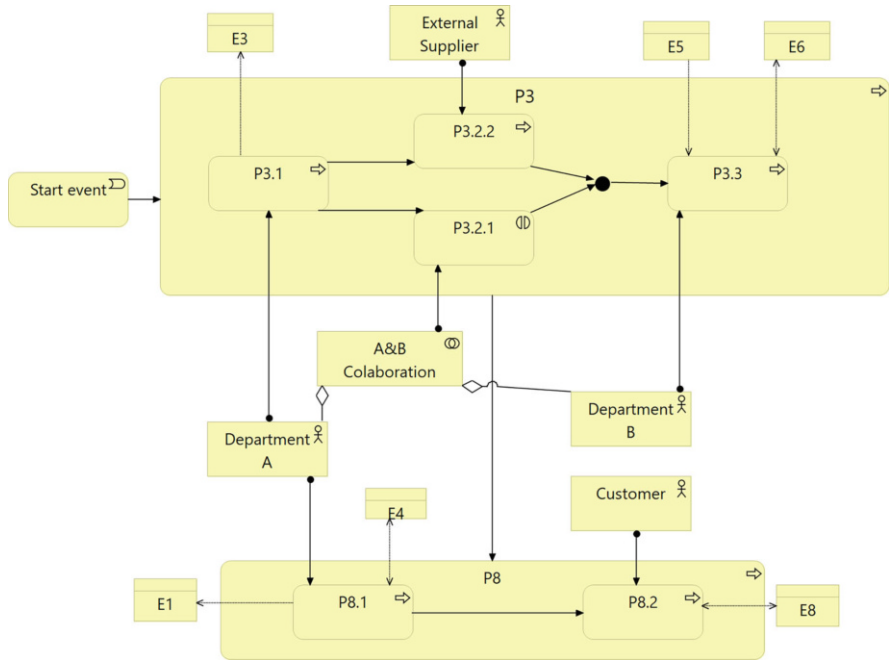 External
Supplier
E3
E5
E6
P3
P3.2.2
P3.1
P3.3
Start event
P3.2.1
A&B
Colaboration
Department
B
Department
A
Customer
E4
P8
E1
P8.1
P8.2
E8